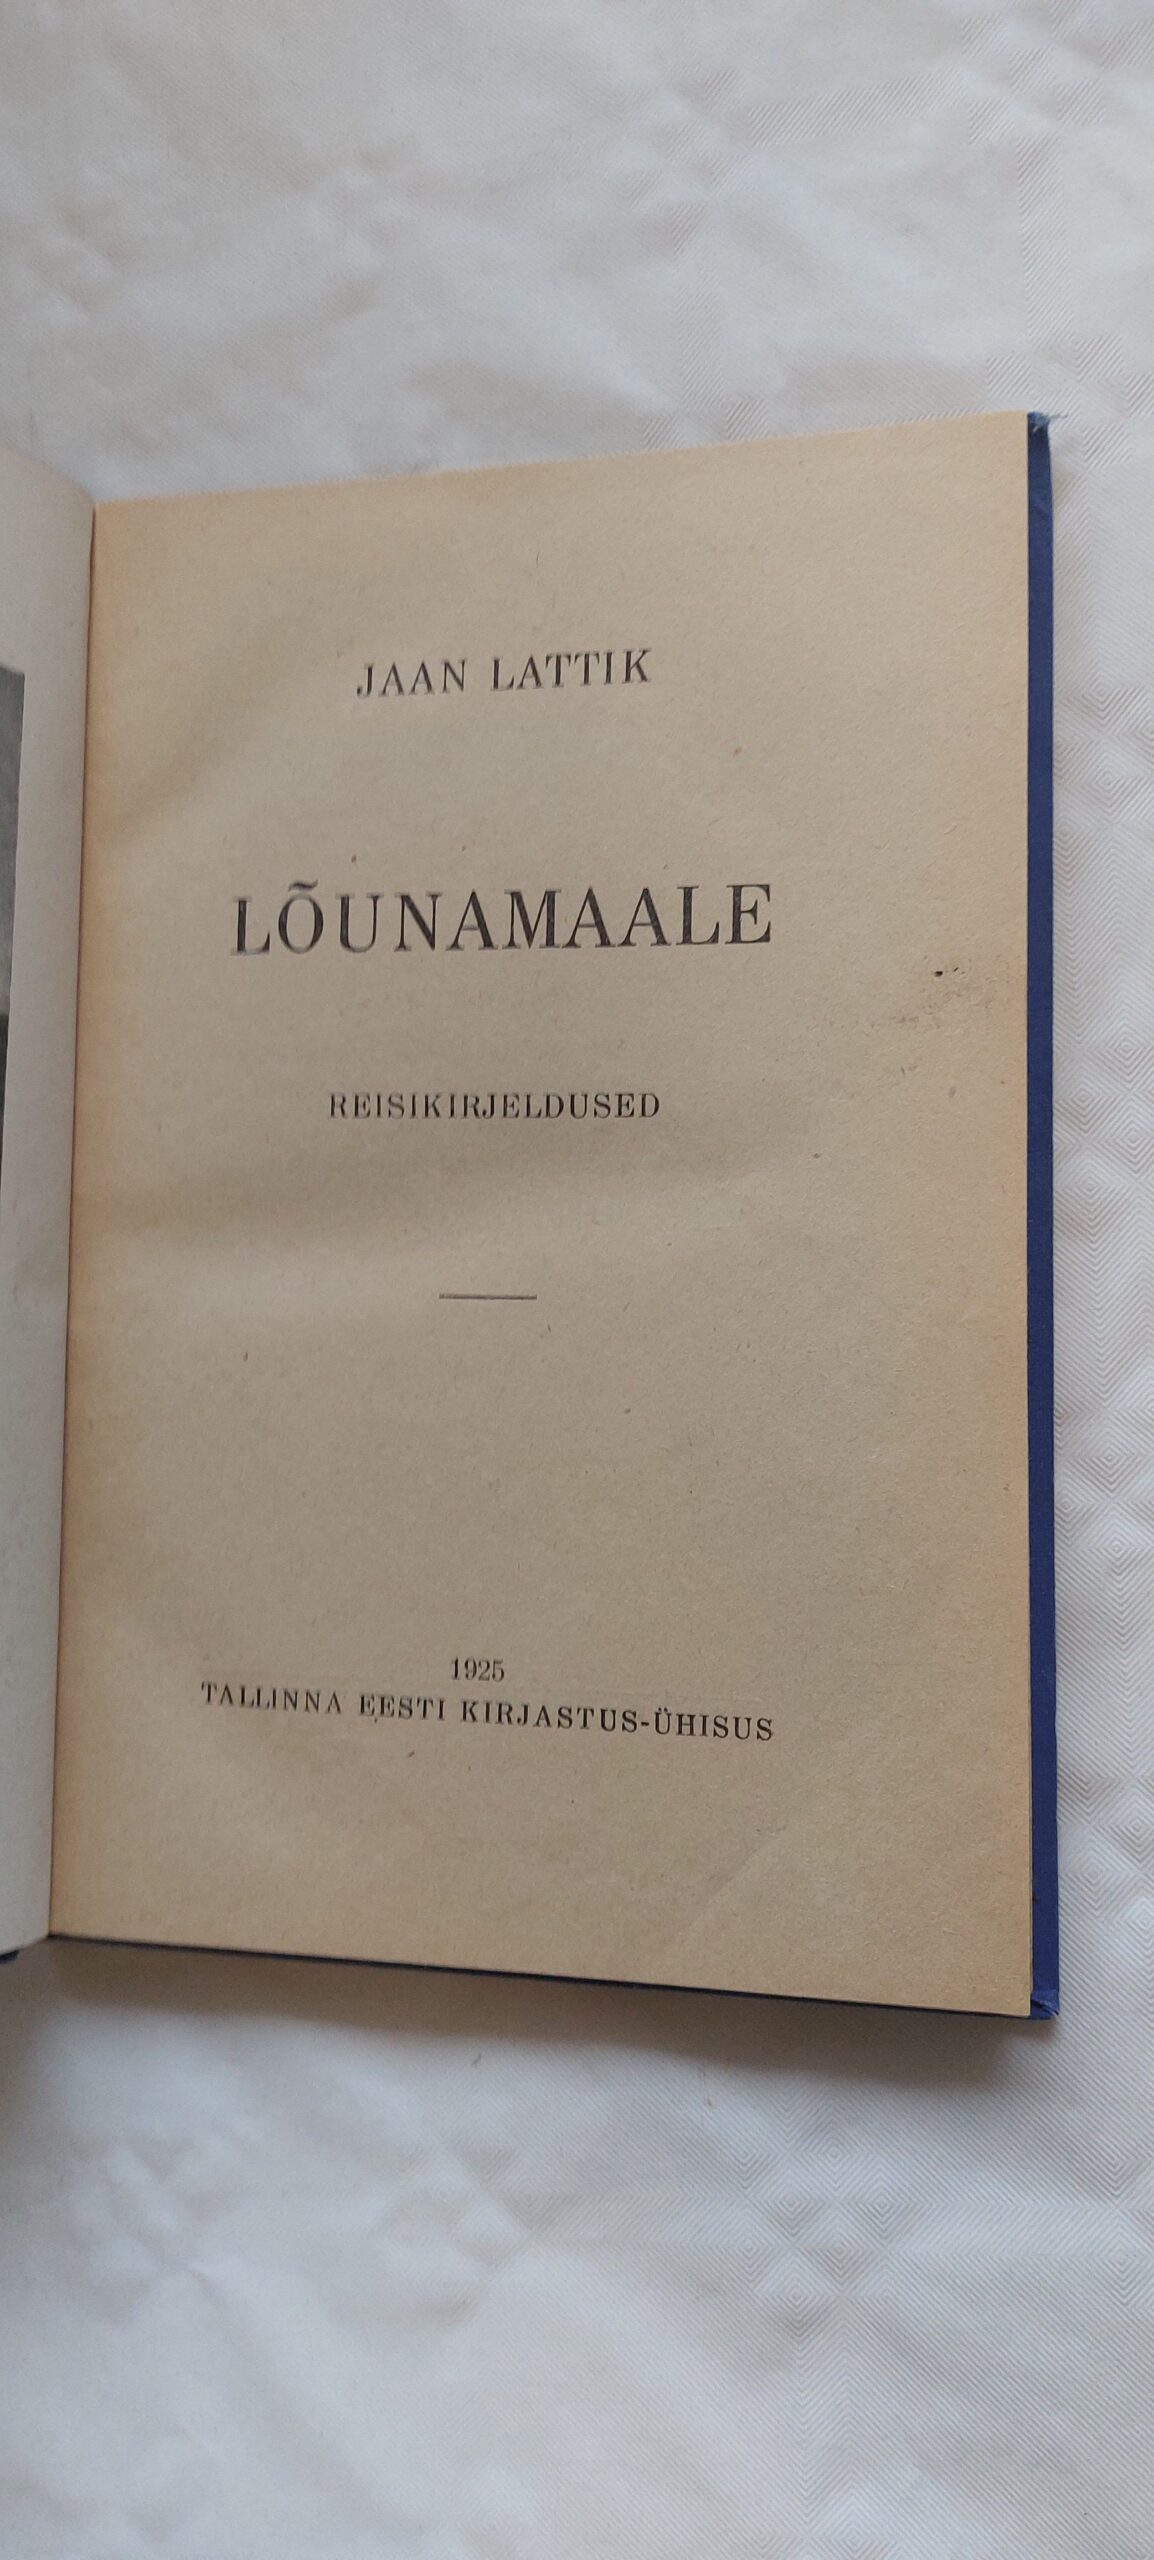 JAAN LATTIK
LÕUNAMAALE
REISIKIRJELDUSED
1925
TALLINNA EESTI KIRJASTUS-ÜHISUS